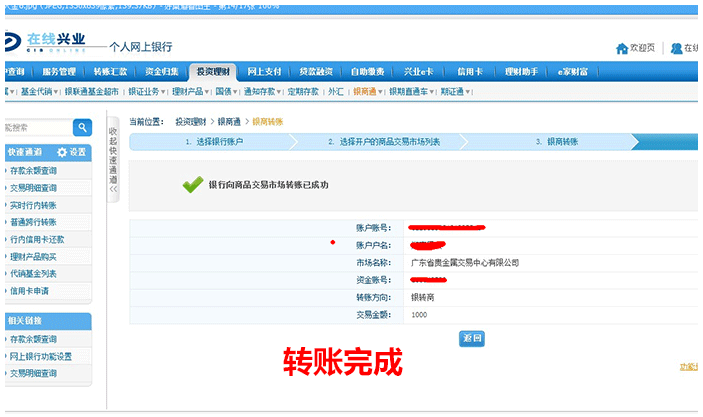 在线兴业
CIB ONLINE
个人网上银行
欢迎页
服务管理 转账汇款 资金归集 投资理财 网上支付 贷款融资 自助缴费 兴业e卡 信用卡 理财助手 e家财富
基金代销 银联通基金超市 银证业务 理财产品 国债 通知存款 定期存款 外汇 银商通 银期直通车 期证通
能搜索
收起快速通道
当前位置: 投资理财 > 银商通 > 银商转账
1. 选择银行账户 2. 选择开户的商品交易市场列表 3. 银商转账
快速通道 设置
存款余额查询
交易明细查询
实时行内转账
普通跨行转账
行内信用卡还款
理财产品购买
代销基金列表
信用卡申请
相关链接
存款余额查询
网上银行功能设置
交易明细查询
银行向商品交易市场转账已成功
账户账号:
账户户名:
市场名称: 广东省贵金属交易中心有限公司
资金账号:
转账方向: 银转商
交易金额: 1000
返回
转账完成